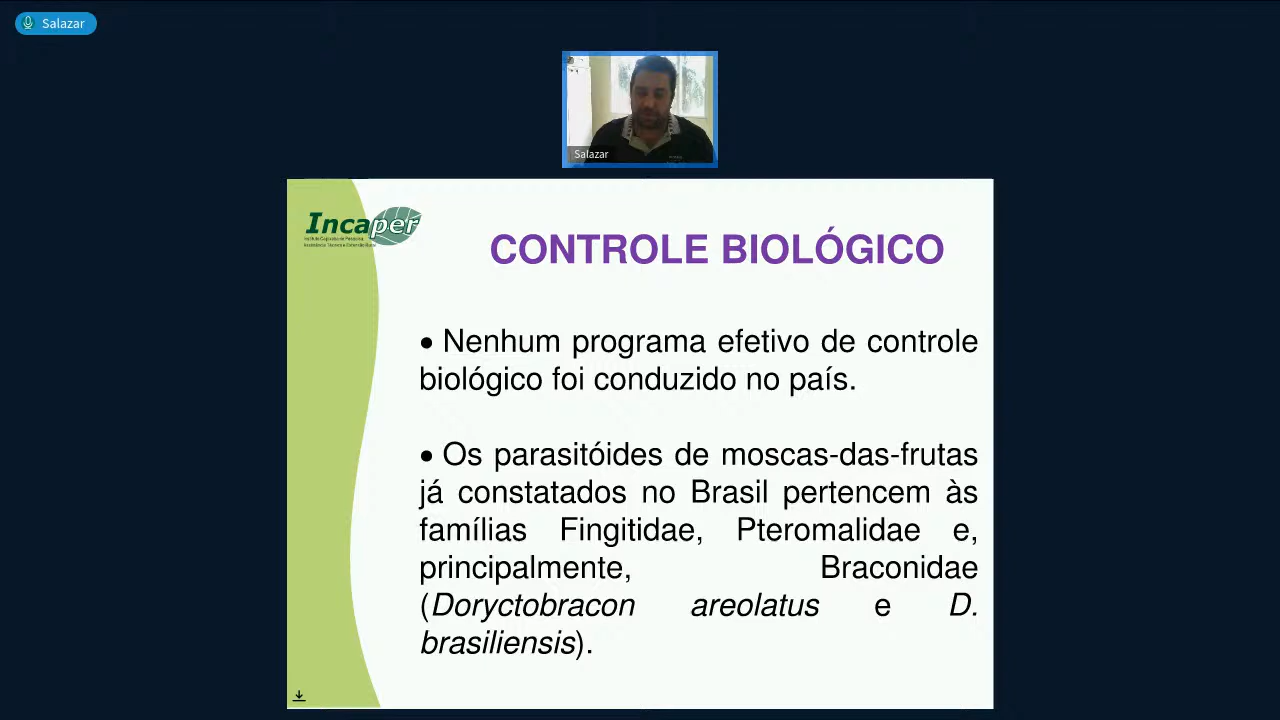 Salazar
Salazar
Incaper
CONTROLE BIOLÓGICO
• Nenhum programa efetivo de controle
biológico foi conduzido no país.
• Os parasitóides de moscas-das-frutas
já constatados no Brasil pertencem às
famílias Fingitidae, Pteromalidae e,
principalmente, Braconidae
(Doryctobracon areolatus e D.
brasiliensis).